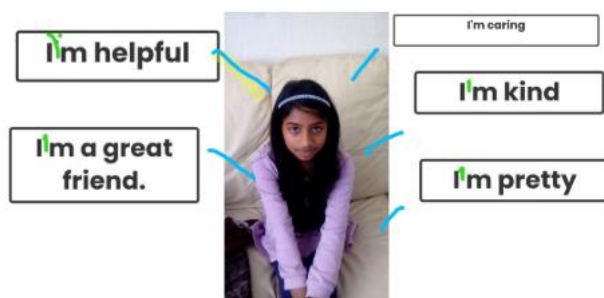 I'm helpful
I'm a great
friend.
I'm caring
I'm kind
I'm pretty